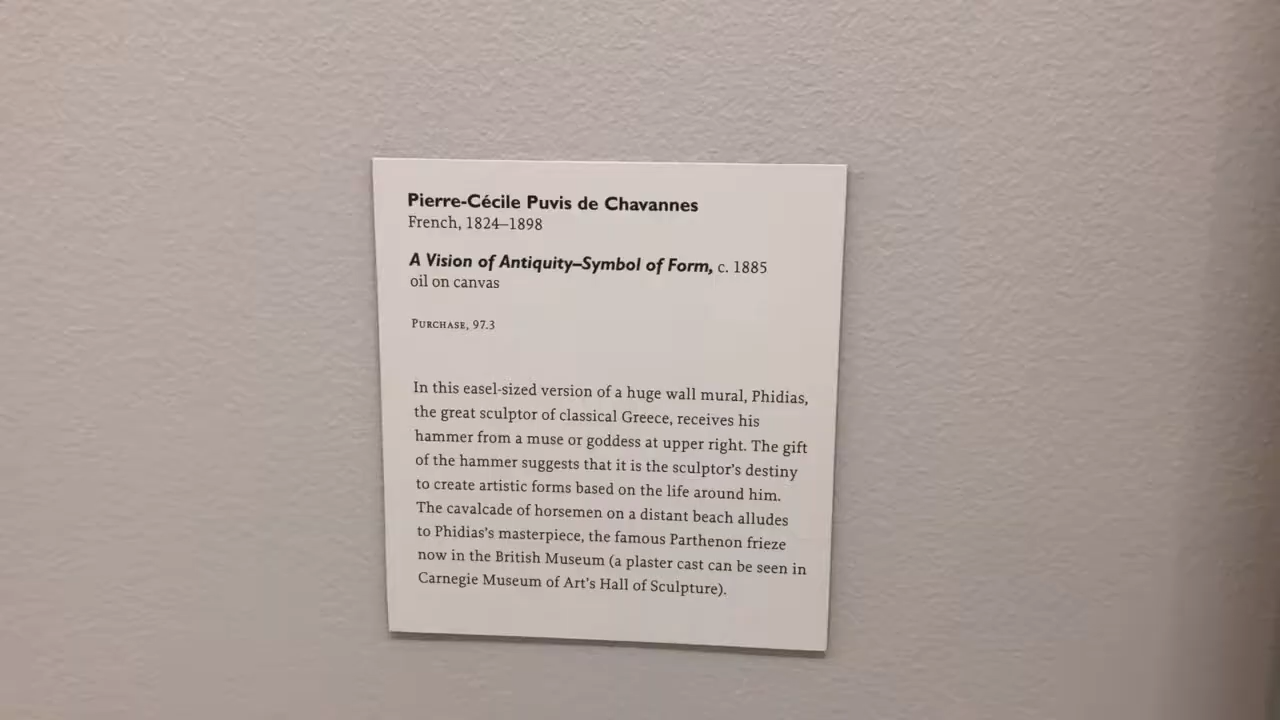 Pierre-Cécile Puvis de Chavannes
French, 1824–1898
A Vision of Antiquity–Symbol of Form, c. 1885
oil on canvas
PURCHASE, 97.3
In this easel-sized version of a huge wall mural, Phidias,
the great sculptor of classical Greece, receives his
hammer from a muse or goddess at upper right. The gift
of the hammer suggests that it is the sculptor's destiny
to create artistic forms based on the life around him.
The cavalcade of horsemen on a distant beach alludes
to Phidias's masterpiece, the famous Parthenon frieze
now in the British Museum (a plaster cast can be seen in
Carnegie Museum of Art's Hall of Sculpture).